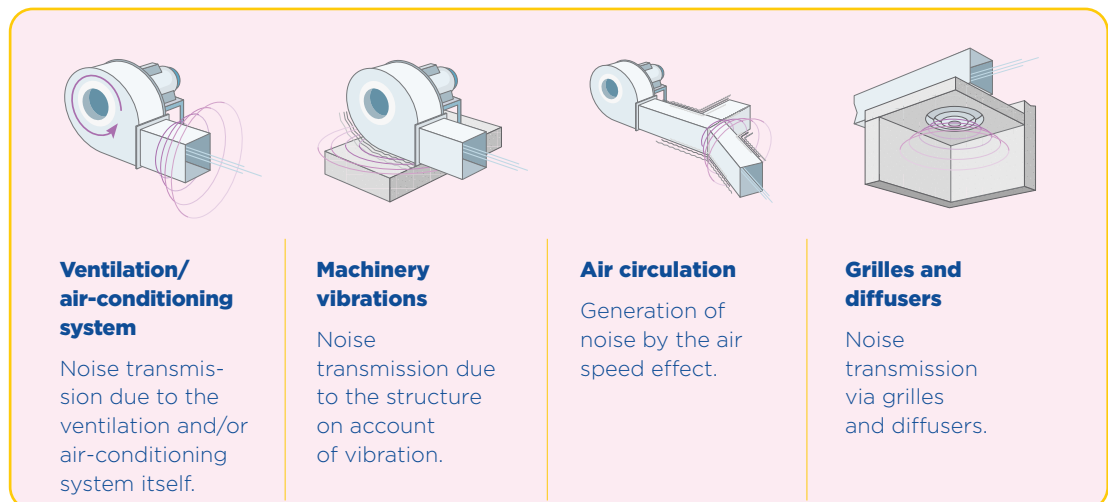 Ventilation/
air-conditioning
system
Noise transmis-
sion due to the
ventilation and/or
air-conditioning
system itself.
Machinery
vibrations
Noise
transmission due
to the structure
on account
of vibration.
Air circulation
Generation of
noise by the air
speed effect.
Grilles and
diffusers
Noise
transmission
via grilles
and diffusers.